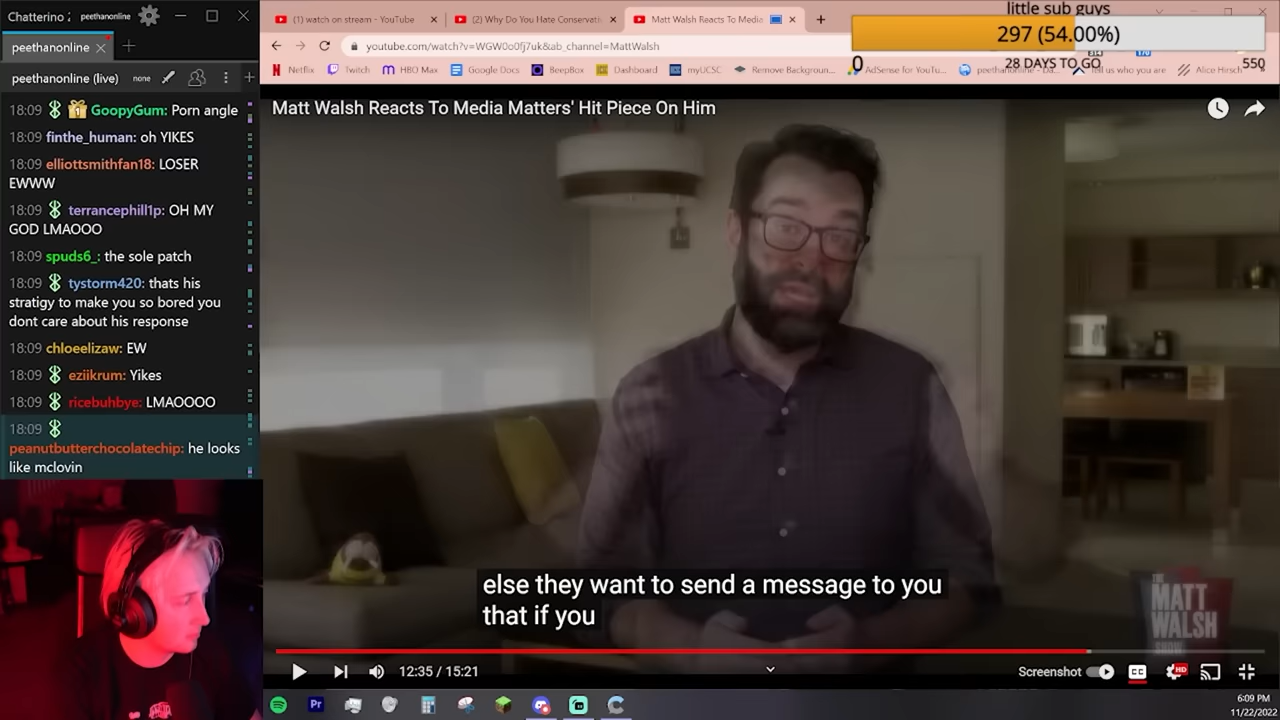 Chatterino 2
peethanonline
peethanonline
peethanonline (live)
none
18:09 GoopyGum: Porn angle
18:09 finthe_human: oh YIKES
18:09 elliottsmithfan18: LOSER
EWWW
18:09 terrancephill1p: OH MY
GOD LMAOOO
18:09 spuds6_: the sole patch
18:09 tystorm420: thats his
stratigy to make you so bored you
dont care about his response
18:09 chloeelizaw: EW
18:09 eziikrum: Yikes
18:09 ricebuhbye: LMAOOOO
18:09
peanutbutterchocolatechip: he looks
like mclovin
(1) watch on stream - YouTube
(2) Why Do You Hate Conservati
Matt Walsh Reacts To Media
youtube.com/watch?v=WGW0o0fj7uk&ab_channel=MattWalsh
Netflix
Twitch
HBO Max
Google Docs
BeepBox
Dashboard
myUCSC
Remove Backgroun...
AdSense for YouTu...
peethanonline - Da...
Tell us who you are
Alice Hirsch
little sub guys
297 (54.00%)
0
28 DAYS TO GO
550
Matt Walsh Reacts To Media Matters' Hit Piece On Him
else they want to send a message to you
that if you
THE
MATT
WALSH
SHOW
12:35 / 15:21
Screenshot
CC
HD
Pr
6:09 PM
11/22/2022